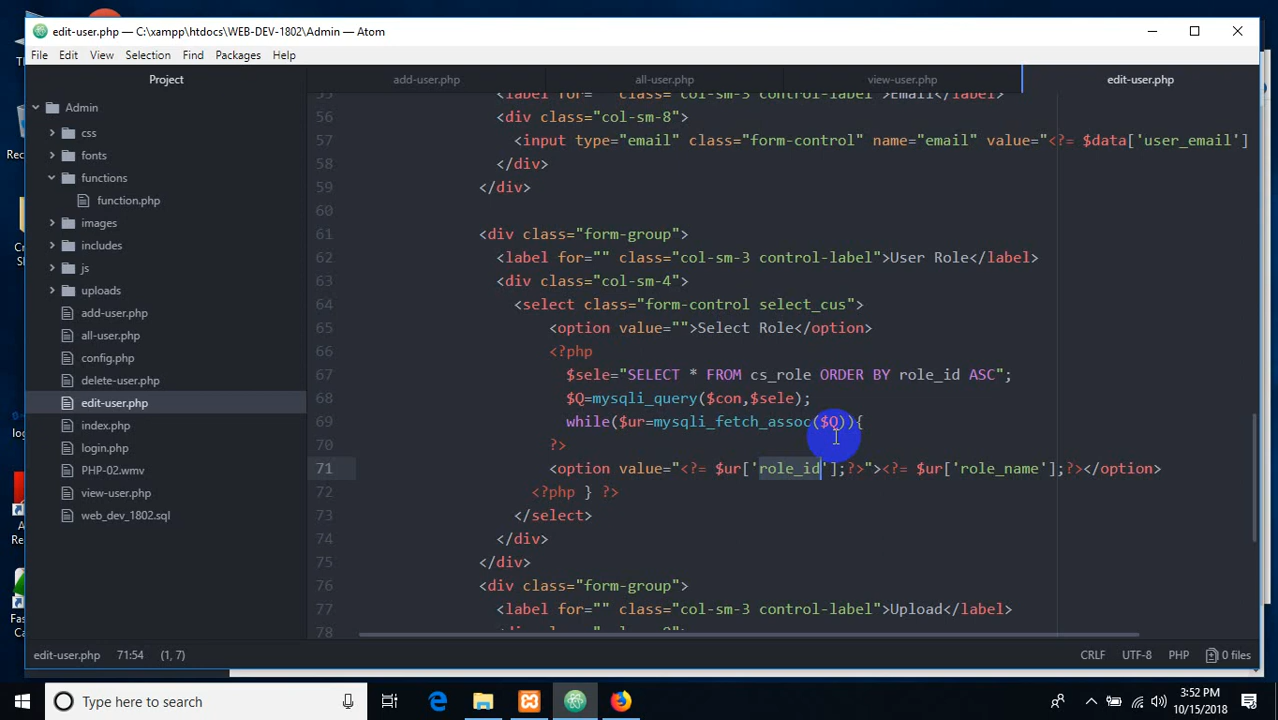 edit-user.php — C:\xampp\htdocs\WEB-DEV-1802\Admin — Atom
File Edit View Selection Find Packages Help
Project
add-user.php all-user.php view-user.php edit-user.php
Admin
css
fonts
functions
function.php
images
includes
js
uploads
add-user.php
all-user.php
config.php
delete-user.php
edit-user.php
index.php
login.php
PHP-02.wmv
view-user.php
web_dev_1802.sql
56 <div class="col-sm-8">
57 <input type="email" class="form-control" name="email" value="<?= $data['user_email']
58 </div>
59 </div>
60
61 <div class="form-group">
62 <label for="" class="col-sm-3 control-label">User Role</label>
63 <div class="col-sm-4">
64 <select class="form-control select_cus">
65 <option value="">Select Role</option>
66 <?php
67 $sele="SELECT * FROM cs_role ORDER BY role_id ASC";
68 $Q=mysqli_query($con,$sele);
69 while($ur=mysqli_fetch_assoc($Q)){
70 ?>
71 <option value="<?= $ur['role_id'];?>"><?= $ur['role_name'];?></option>
72 <?php } ?>
73 </select>
74 </div>
75 </div>
76 <div class="form-group">
77 <label for="" class="col-sm-3 control-label">Upload</label>
78
edit-user.php 71:54 (1, 7) CRLF UTF-8 PHP 0 files
Type here to search
3:52 PM
10/15/2018